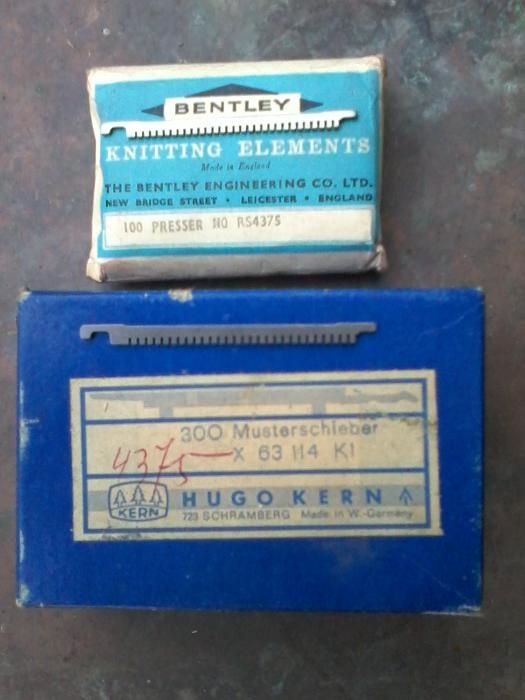 BENTLEY
KNITTING ELEMENTS
Made in England
THE BENTLEY ENGINEERING CO. LTD.
NEW BRIDGE STREET • LEICESTER • ENGLAND
100 PRESSER NO RS4375
300 Musterschieber
4375 X 63 114 KI
KERN
HUGO KERN
723 SCHRAMBERG Made in W.-Germany